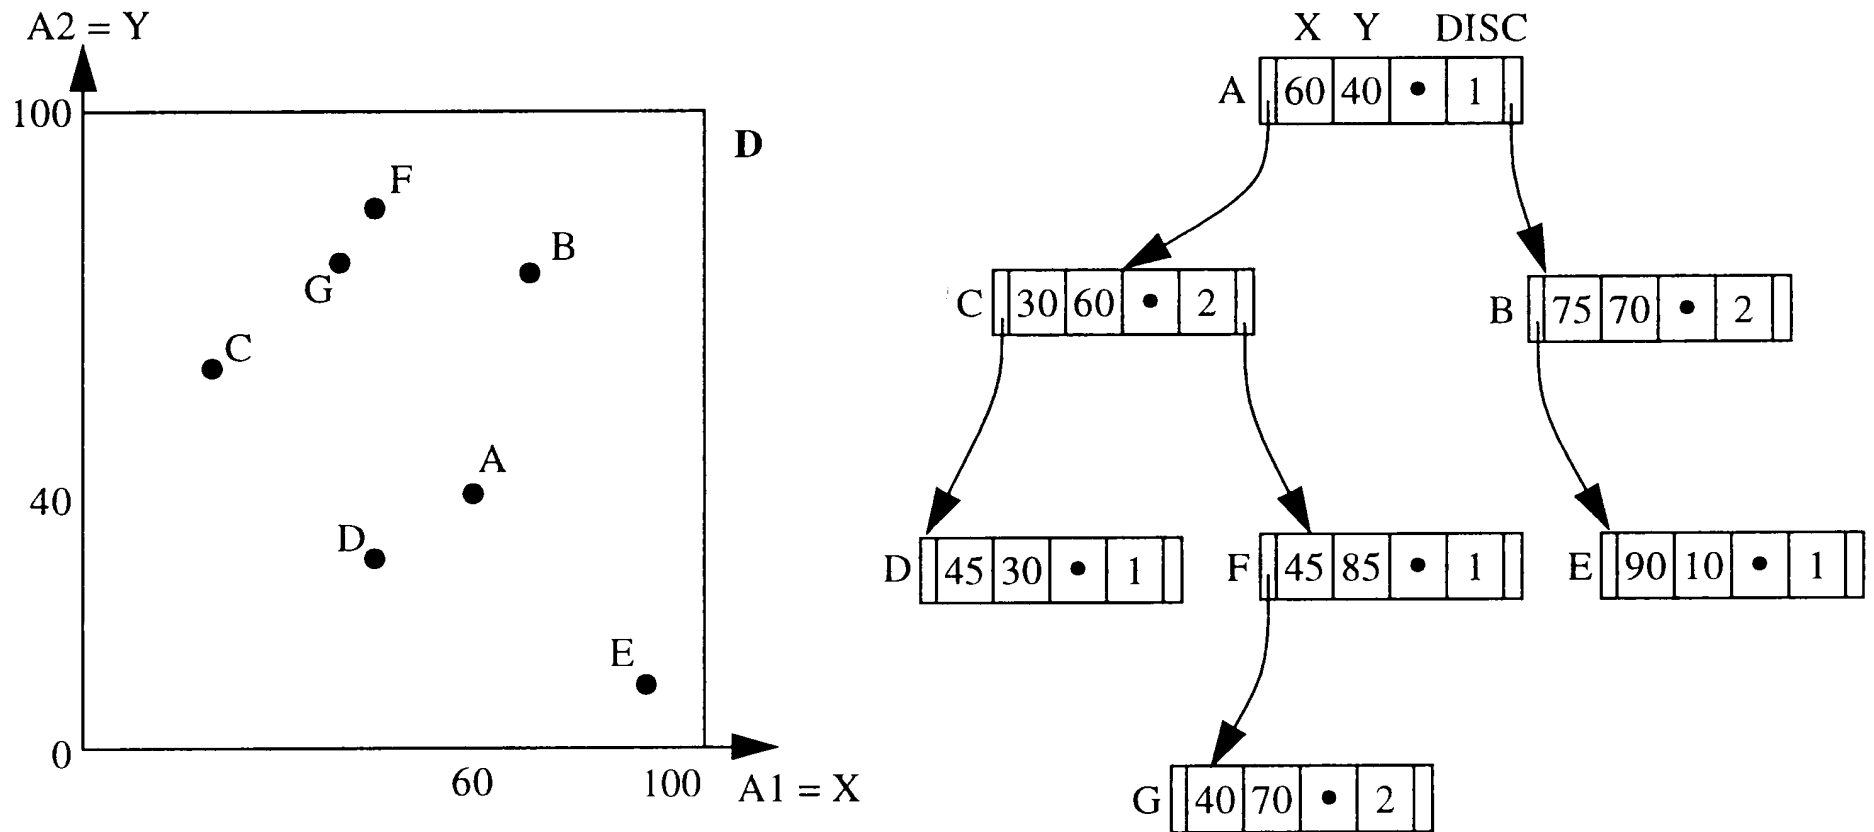 A2 = Y
100
D
F
B
G
C
A
40
D
E
0
60 100
A1 = X
X Y DISC
A 60 40 • 1
C 30 60 • 2
B 75 70 • 2
D 45 30 • 1
F 45 85 • 1
E 90 10 • 1
G 40 70 • 2